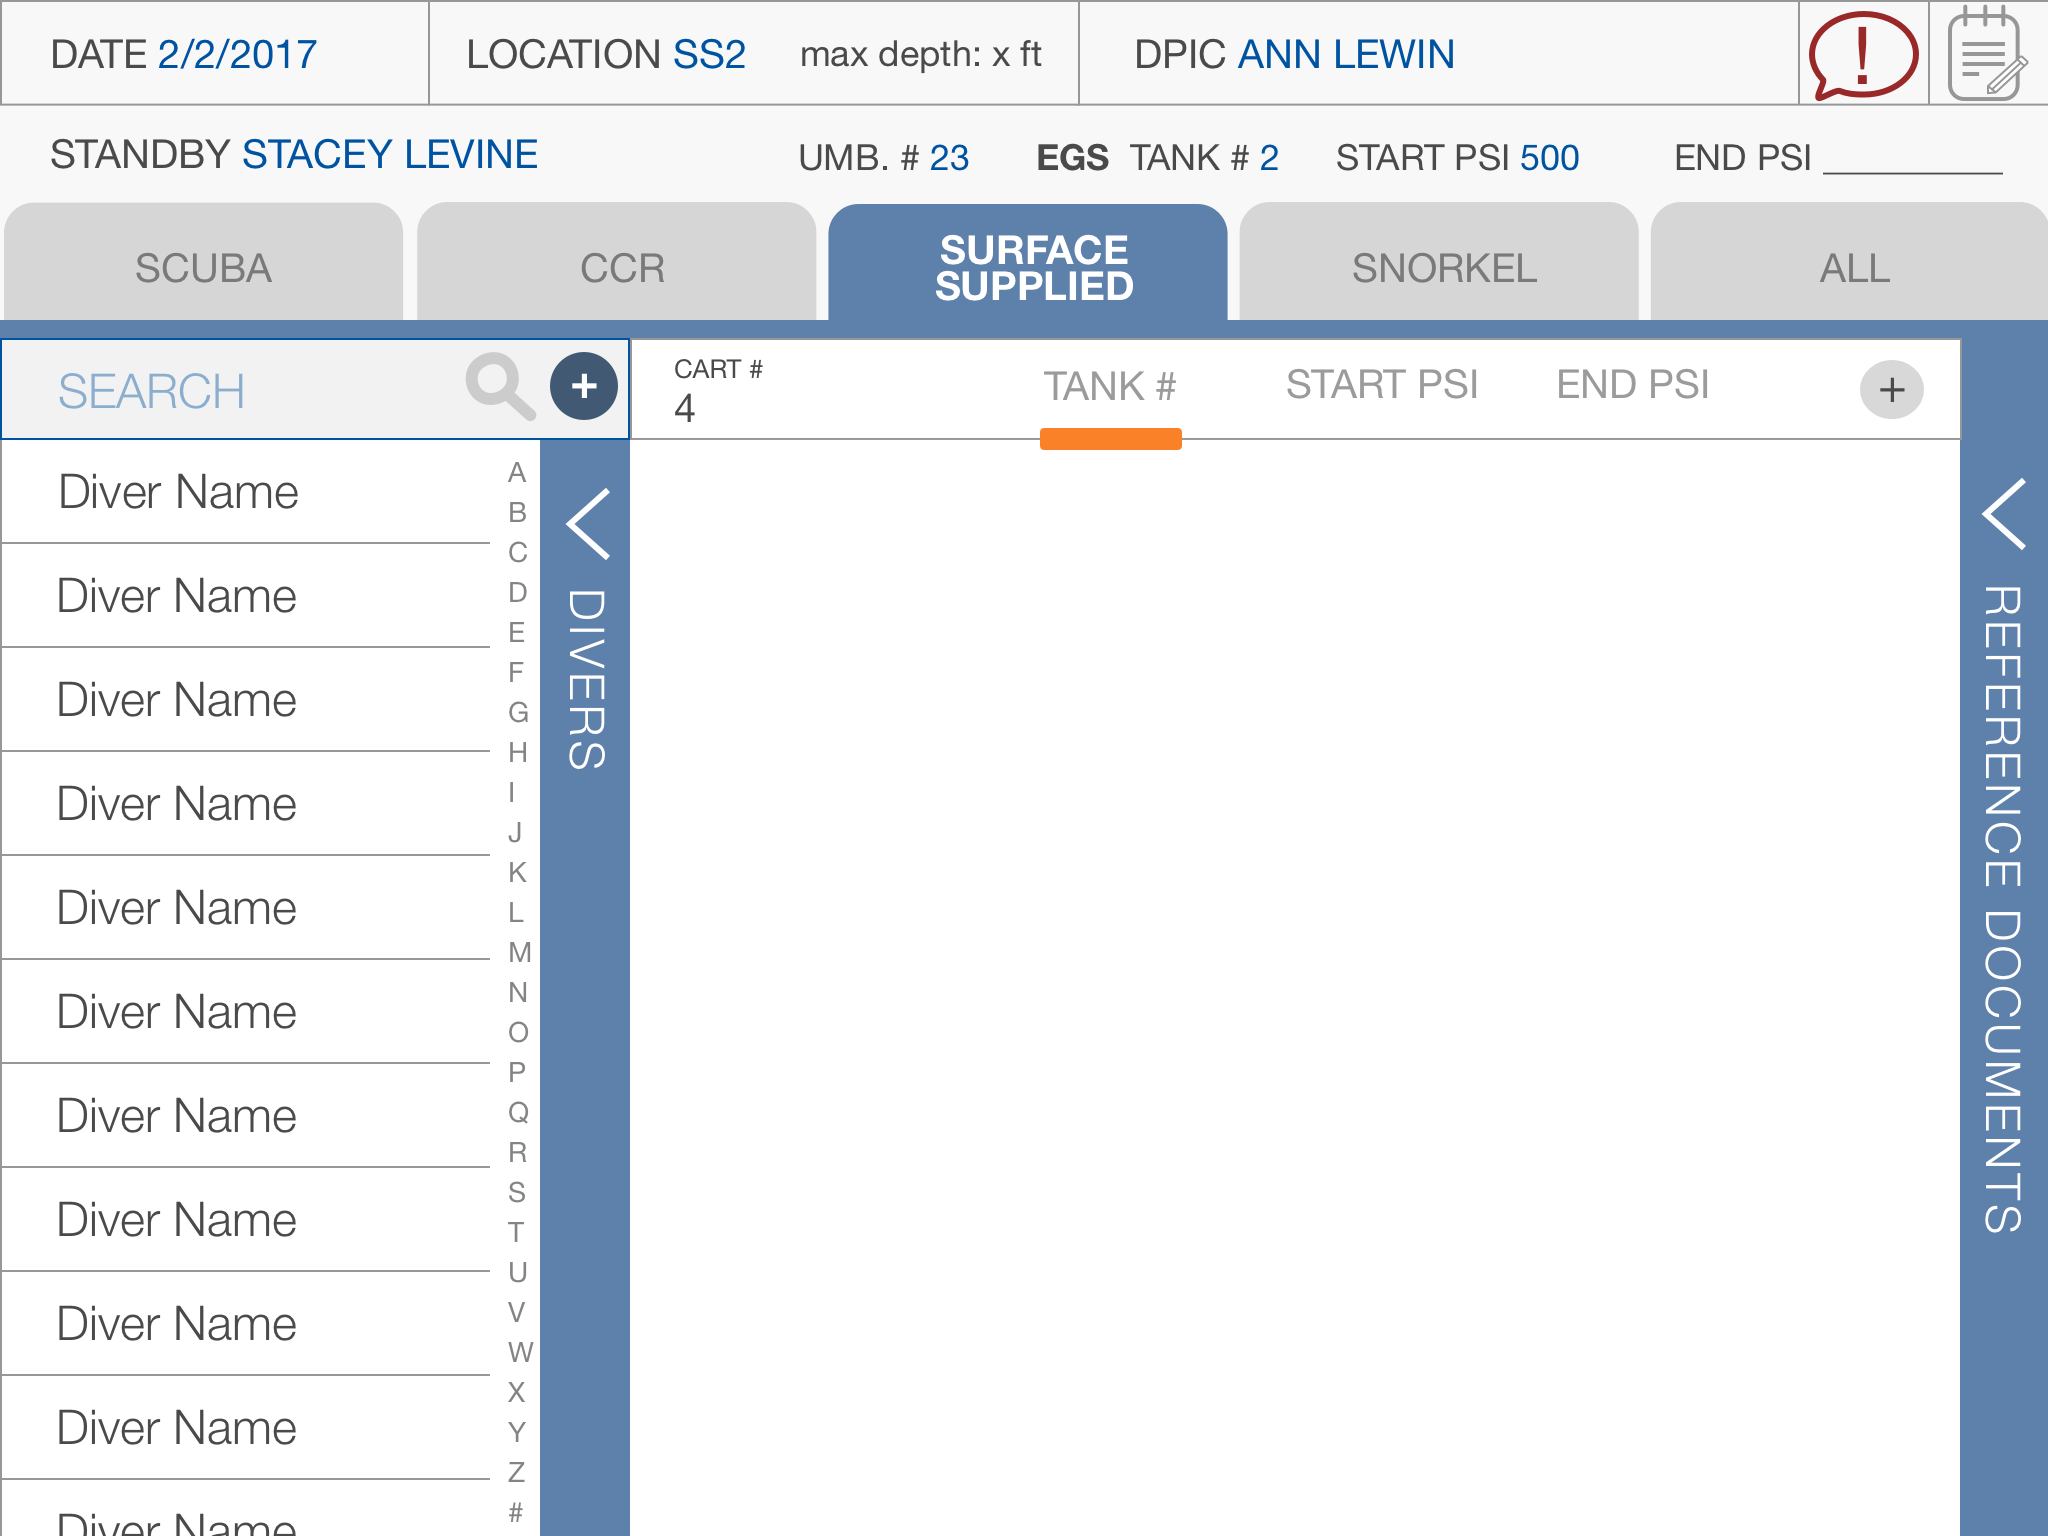 DATE 2/2/2017
LOCATION SS2 max depth: x ft
DPIC ANN LEWIN
!
STANDBY STACEY LEVINE
UMB. # 23 EGS TANK # 2 START PSI 500 END PSI
SCUBA
CCR
SURFACE
SUPPLIED
SNORKEL
ALL
SEARCH
+
CART #
4
TANK #
START PSI
END PSI
+
Diver Name
Diver Name
Diver Name
Diver Name
Diver Name
Diver Name
Diver Name
Diver Name
Diver Name
Diver Name
Diver Name
A
B
C
D
E
F
G
H
I
J
K
L
M
N
O
P
Q
R
S
T
U
V
W
X
Y
Z
#
DIVERS
REFERENCE DOCUMENTS